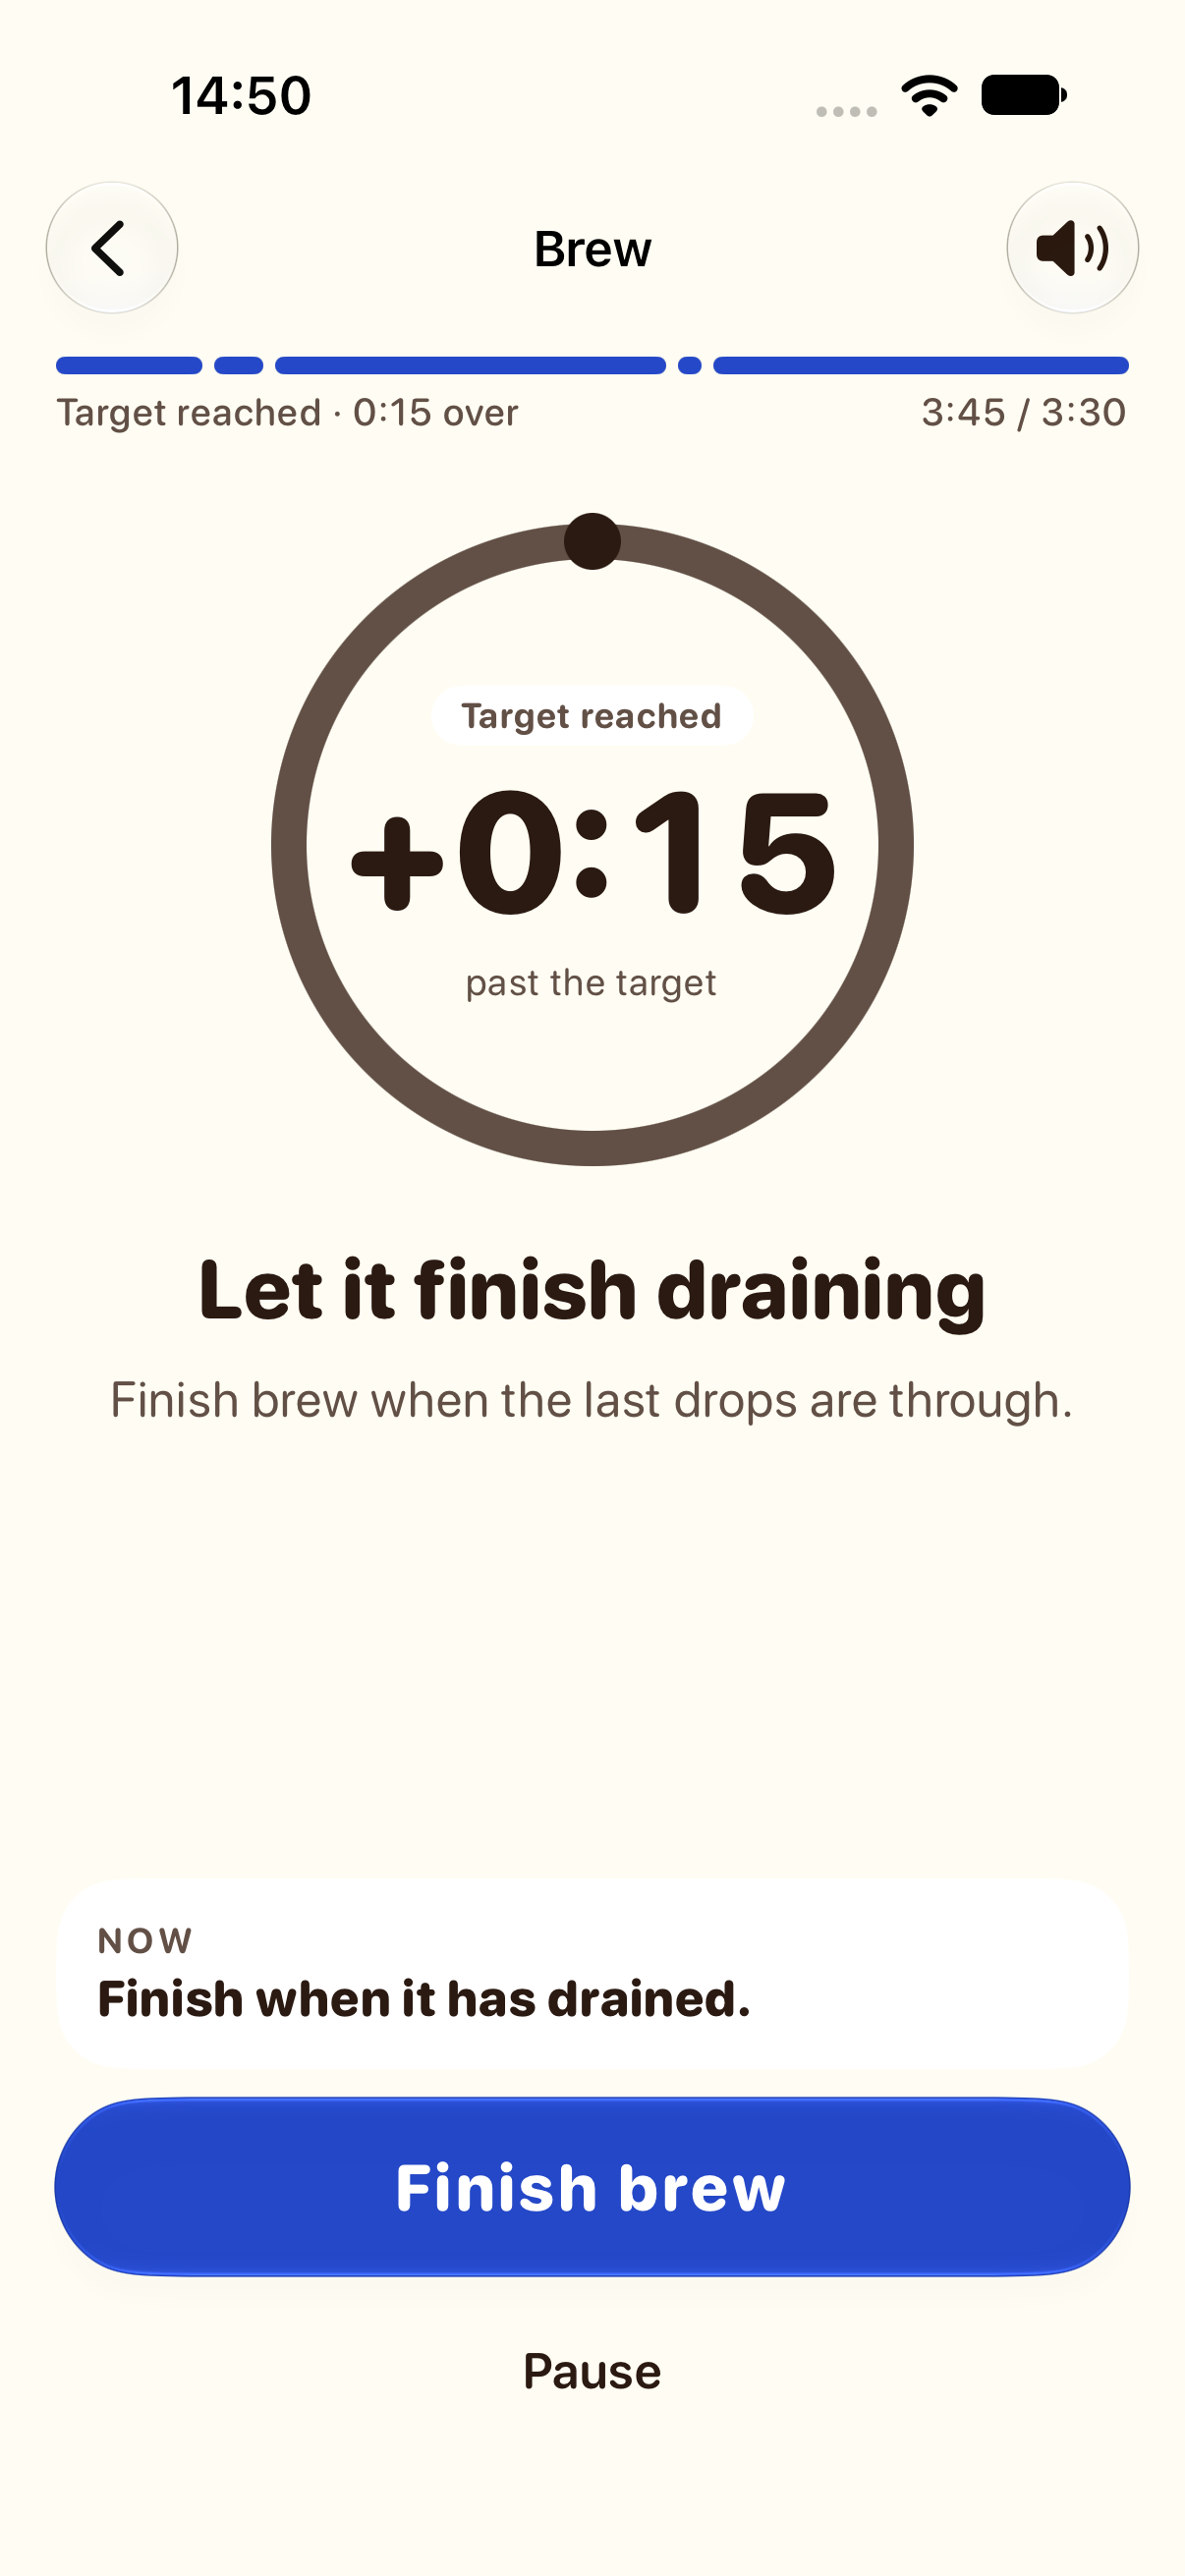 14:50
Brew
Target reached · 0:15 over
3:45 / 3:30
Target reached
+0:15
past the target
Let it finish draining
Finish brew when the last drops are through.
NOW
Finish when it has drained.
Finish brew
Pause